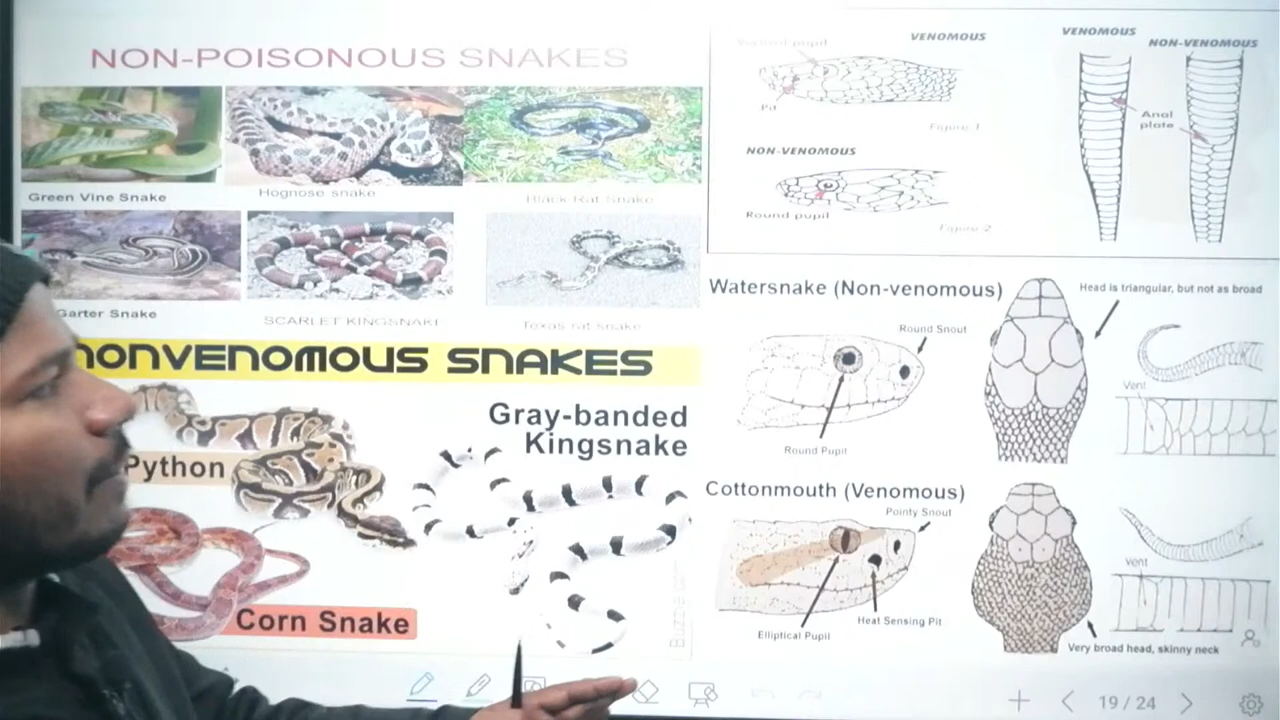 NON-POISONOUS SNAKES
Green Vine Snake
Hognose snake
Black Rat Snake
Garter Snake
SCARLET KINGSNAKE
Texas rat snake
NONVENOMOUS SNAKES
Gray-banded
Kingsnake
Python
Corn Snake
VENOMOUS
Vertical pupil
Pit
Figure 1
NON-VENOMOUS
Round pupil
Figure 2
VENOMOUS
NON-VENOMOUS
Anal
plate
Watersnake (Non-venomous)
Head is triangular, but not as broad
Round Snout
Vent
Round Pupil
Cottonmouth (Venomous)
Pointy Snout
Vent
Heat Sensing Pit
Elliptical Pupil
Very broad head, skinny neck
19 / 24